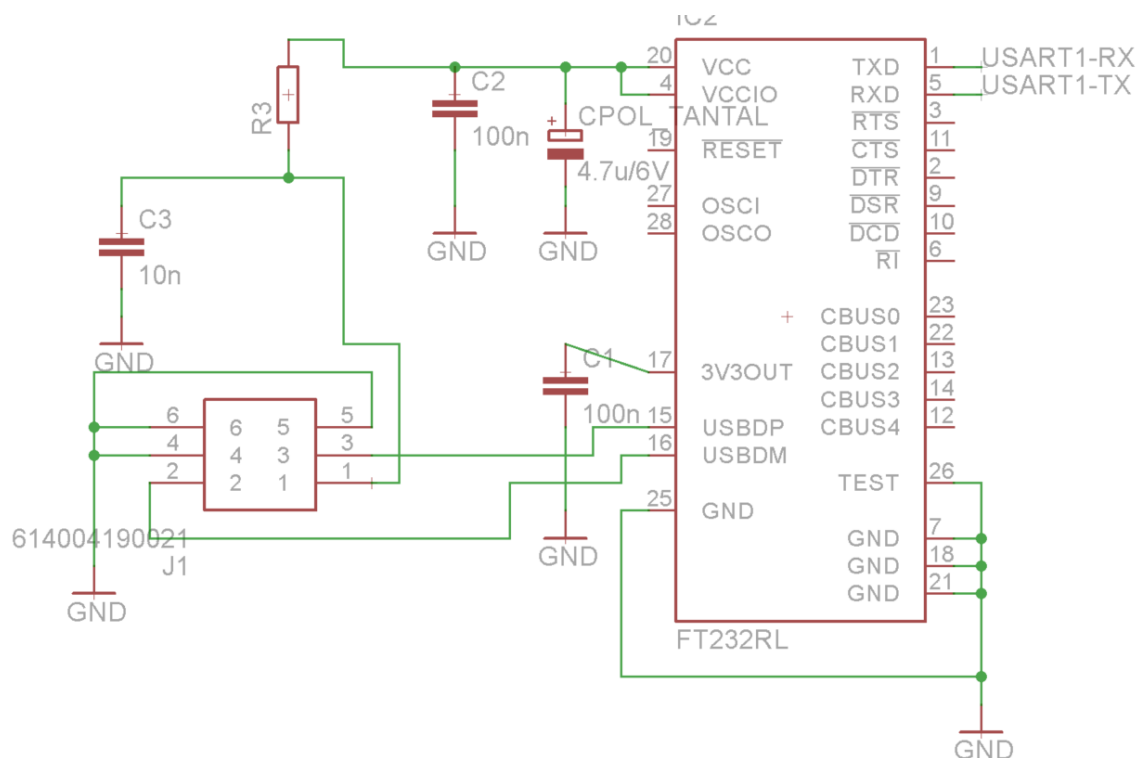 IC2
20 VCC TXD 1 USART1-RX
4 VCCIO RXD 5 USART1-TX
RTS 3
19 RESET CTS 11
DTR 2
27 OSCI DSR 9
28 OSCO DCD 10
RI 6
CBUS0 23
CBUS1 22
17 3V3OUT CBUS2 13
CBUS3 14
15 USBDP CBUS4 12
16 USBDM
TEST 26
25 GND
GND 7
GND 18
GND 21
FT232RL
GND
R3
C2
100n
GND
+
CPOL_TANTAL
4.7u/6V
GND
C3
10n
GND
C1
100n
GND
6 6 5 5
4 4 3 3
2 2 1 1
614004190021
J1
GND